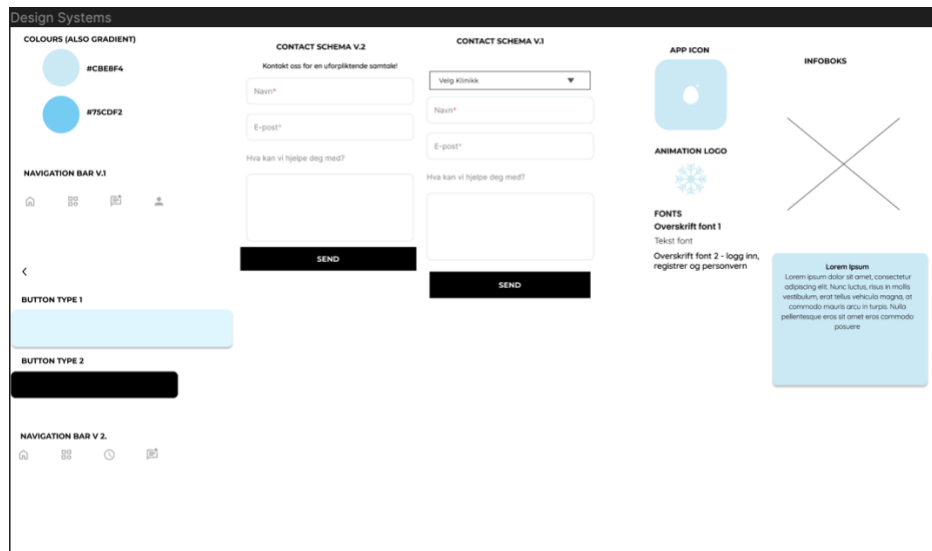 Design Systems
COLOURS (ALSO GRADIENT)
#CBE8F4
#75CDF2
NAVIGATION BAR V.1
BUTTON TYPE 1
BUTTON TYPE 2
NAVIGATION BAR V 2.
CONTACT SCHEMA V.2
Kontakt oss for en uforpliktende samtale!
Navn*
E-post*
Hva kan vi hjelpe deg med?
SEND
CONTACT SCHEMA V.1
Velg Klinikk
Navn*
E-post*
Hva kan vi hjelpe deg med?
SEND
APP ICON
ANIMATION LOGO
FONTS
Overskrift font 1
Tekst font
Overskrift font 2 - logg inn,
registrer og personvern
INFOBOKS
Lorem Ipsum
Lorem ipsum dolor sit amet, consectetur
adipiscing elit. Nunc luctus, risus in mollis
vestibulum, erat tellus vehicula magna, at
commodo mauris arcu in turpis. Nulla
pellentesque eros sit amet eros commodo
posuere